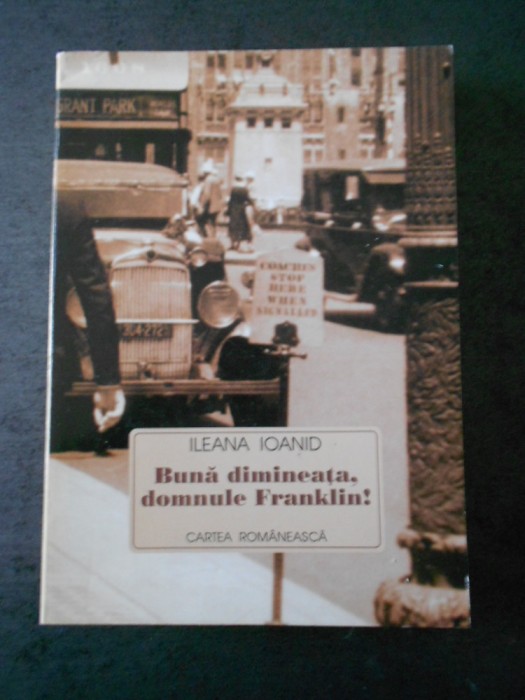 GRANT PARK
COACHES
STOP
HERE
WHEN
SIGNALLED
ILEANA IOANID
Bună dimineața,
domnule Franklin!
CARTEA ROMÂNEASCĂ